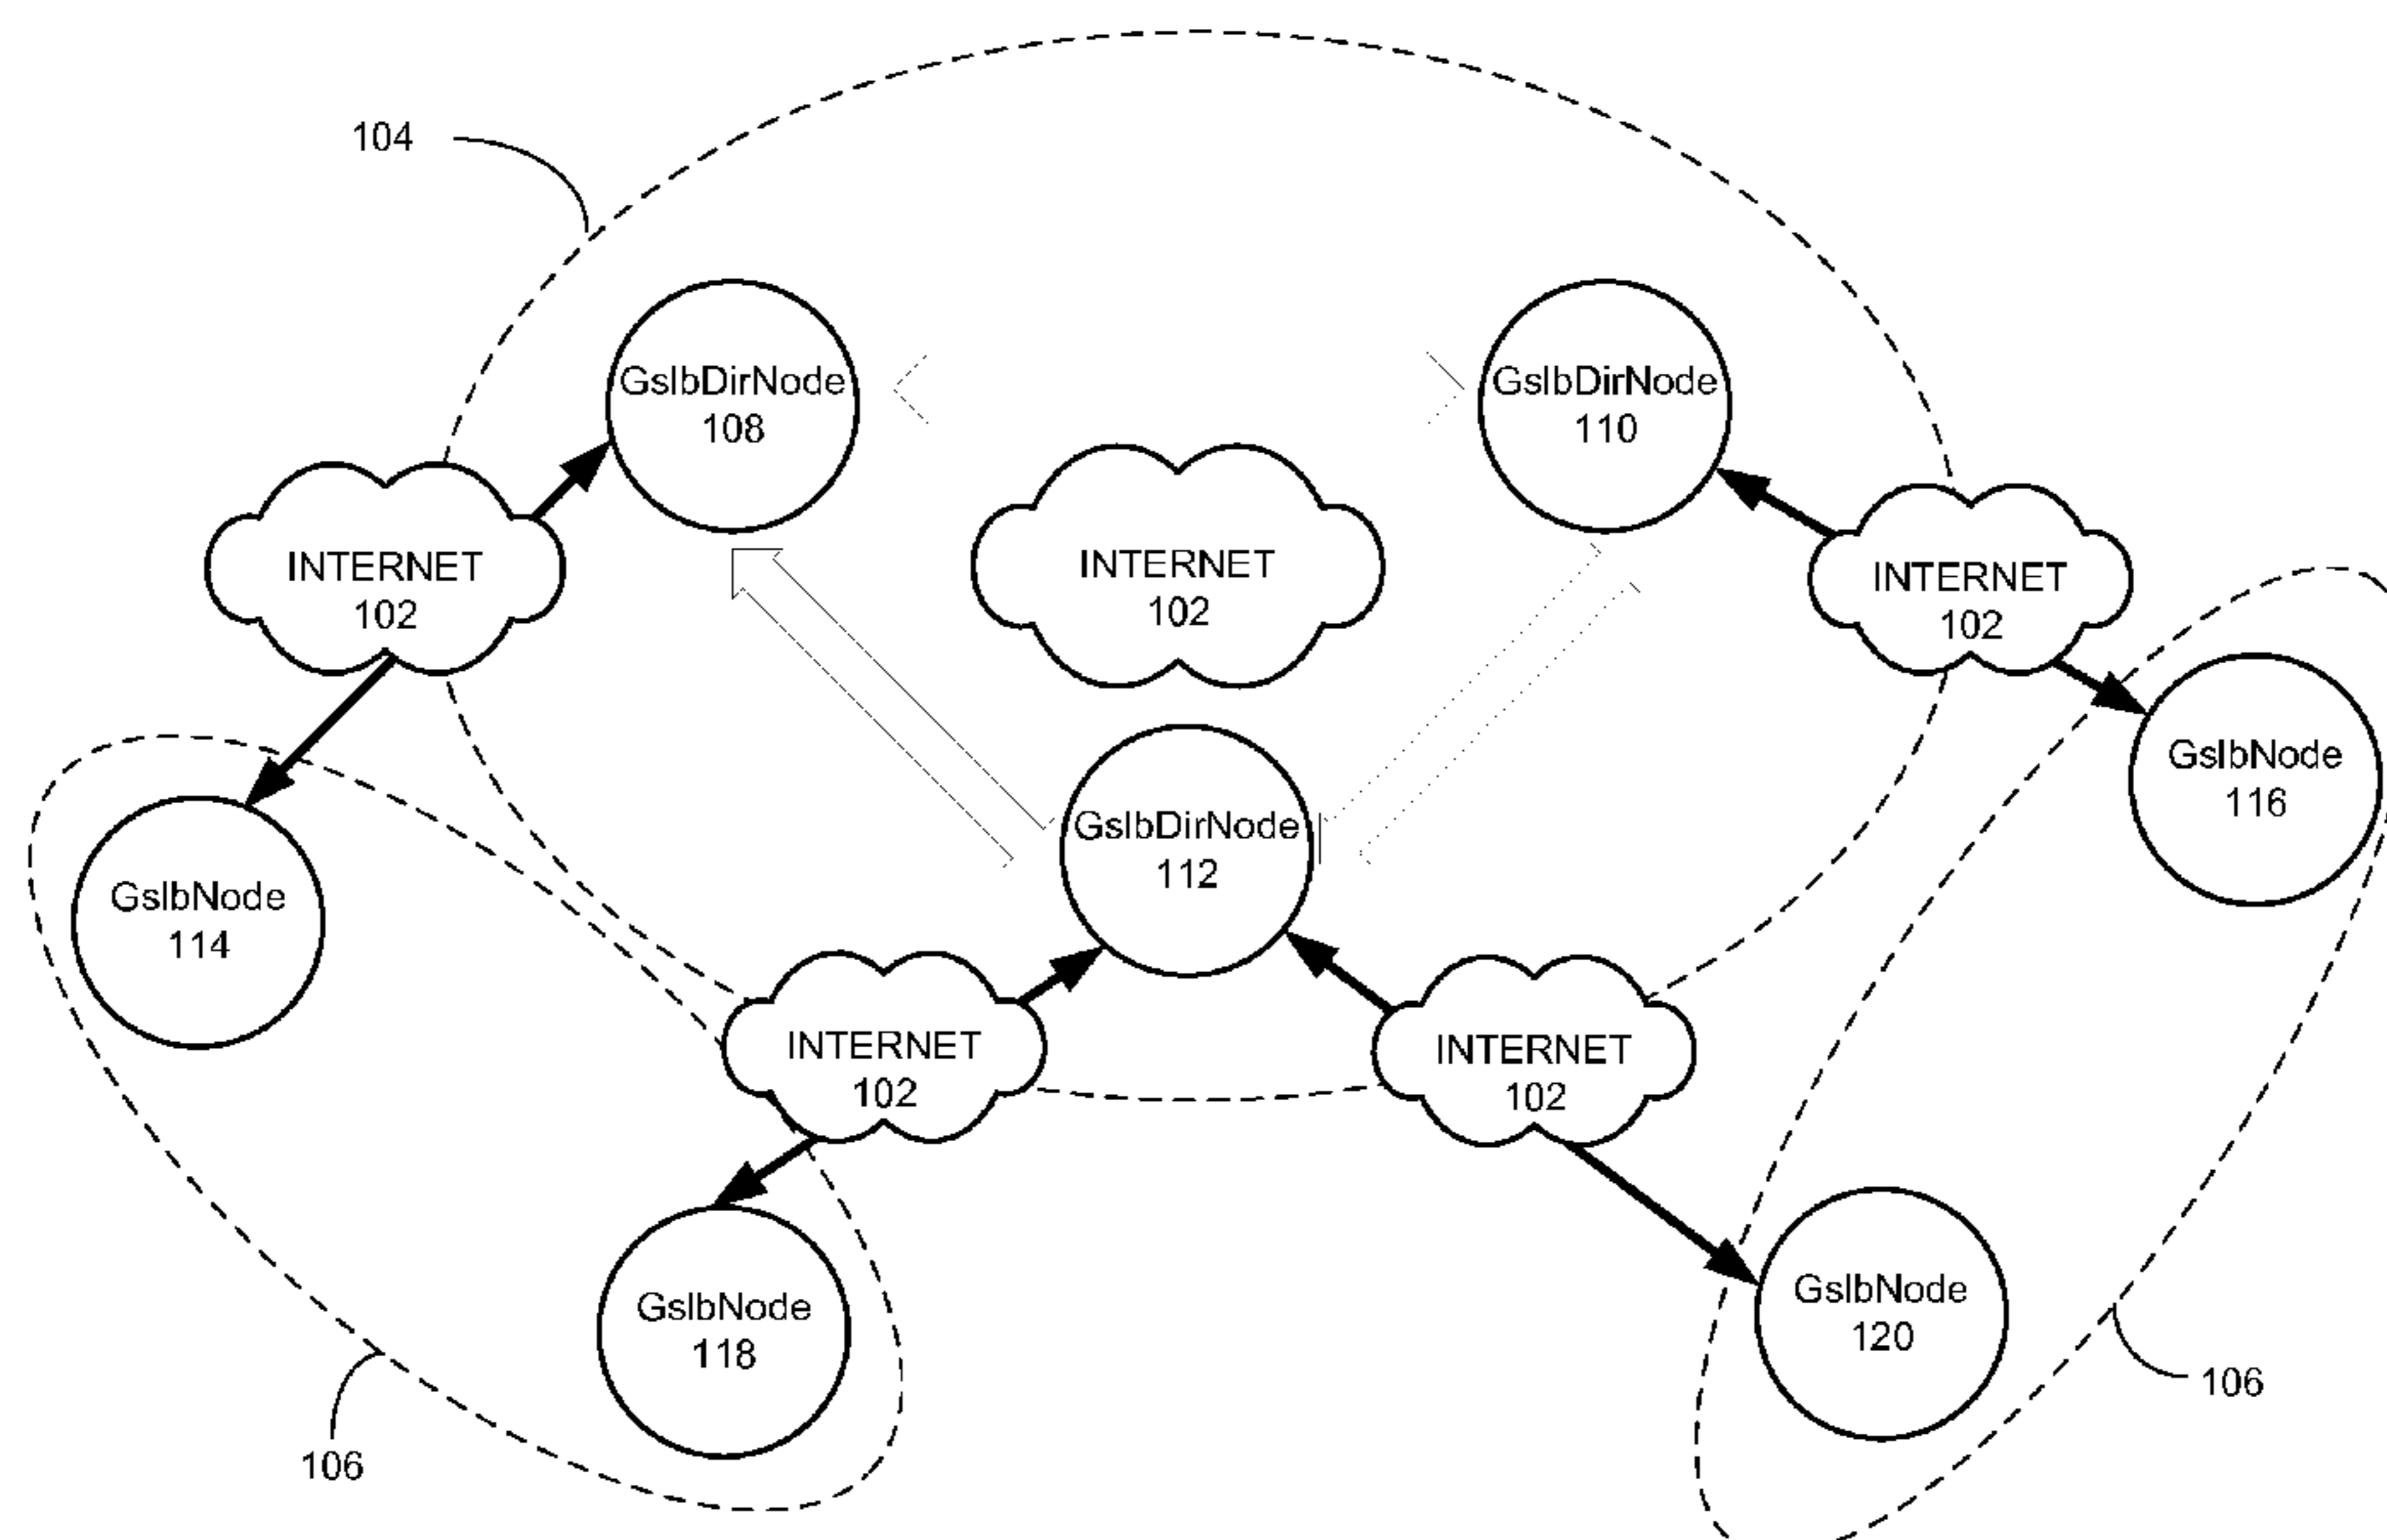 104
GslbDirNode
108
GslbDirNode
110
INTERNET
102
INTERNET
102
INTERNET
102
GslbNode
116
GslbDirNode
112
GslbNode
114
INTERNET
102
INTERNET
102
GslbNode
118
GslbNode
120
106
106